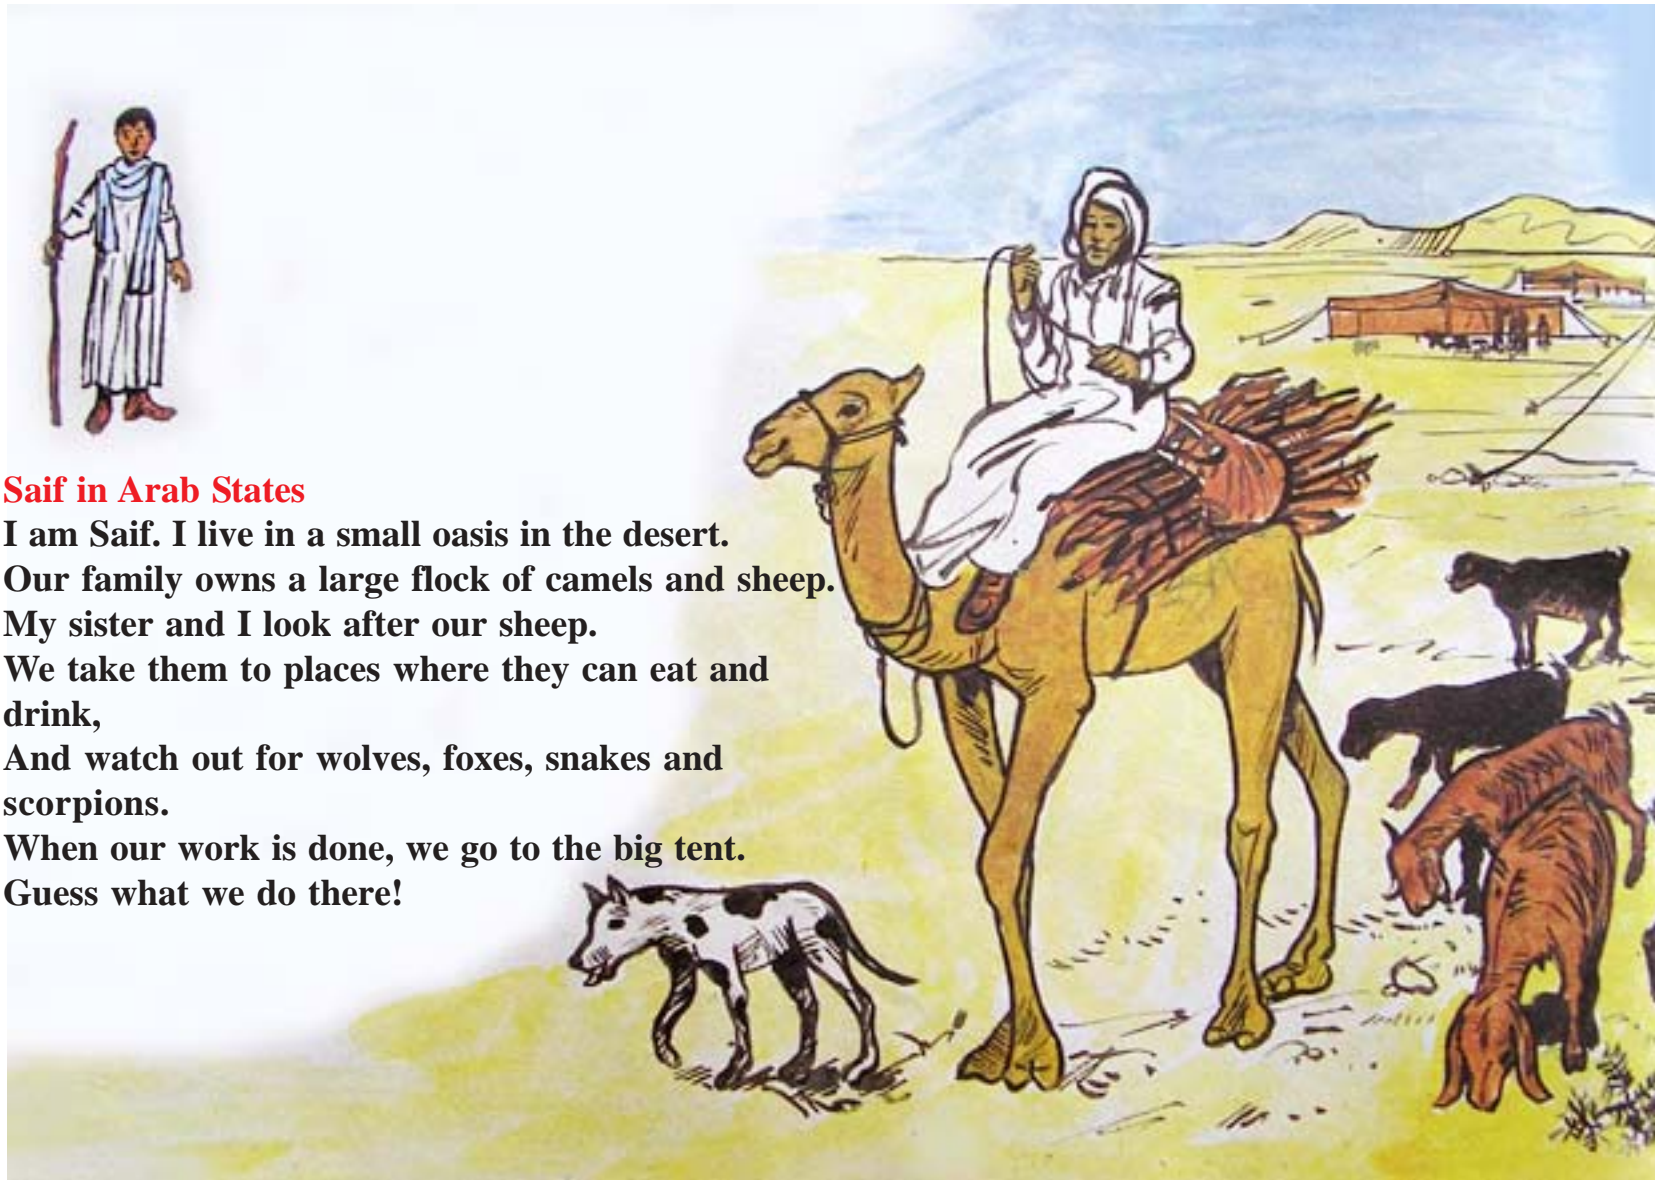 Saif in Arab States
I am Saif. I live in a small oasis in the desert.
Our family owns a large flock of camels and sheep.
My sister and I look after our sheep.
We take them to places where they can eat and
drink,
And watch out for wolves, foxes, snakes and
scorpions.
When our work is done, we go to the big tent.
Guess what we do there!